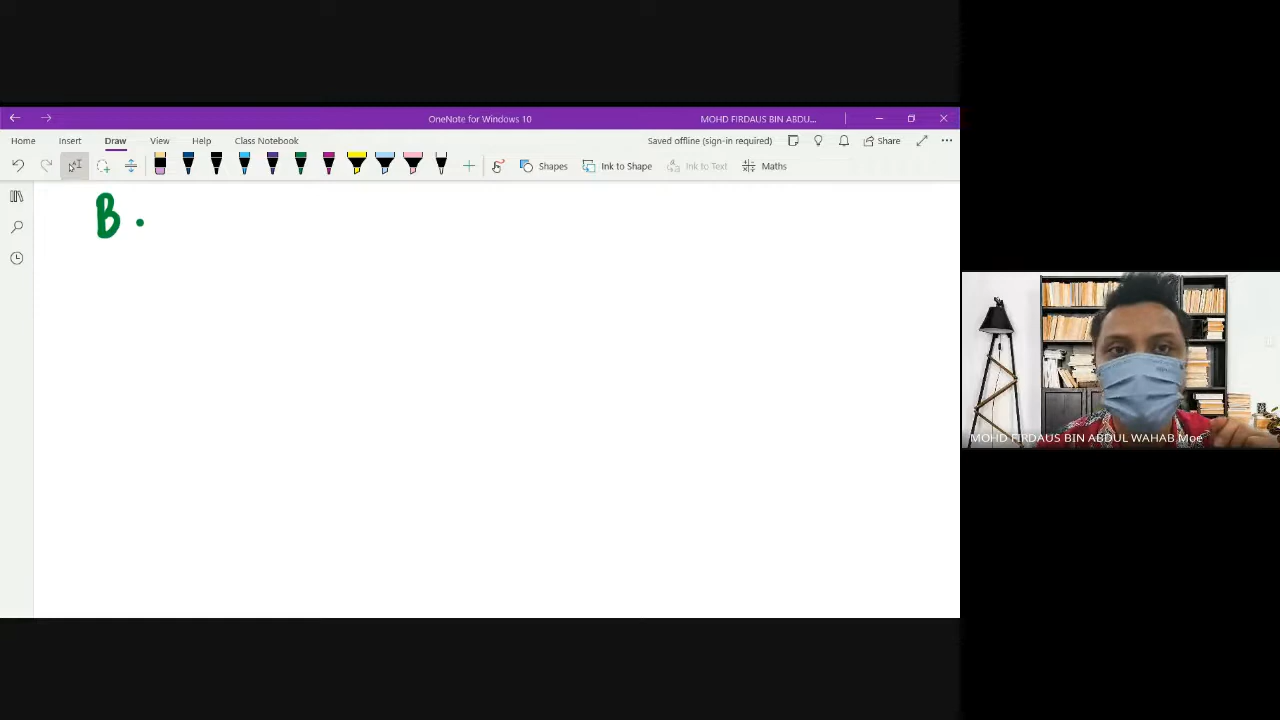 OneNote for Windows 10
MOHD FIRDAUS BIN ABDU...
Home Insert Draw View Help Class Notebook
Saved offline (sign-in required)
Share
Shapes Ink to Shape Ink to Text Maths
B .
MOHD FIRDAUS BIN ABDUL WAHAB Moe